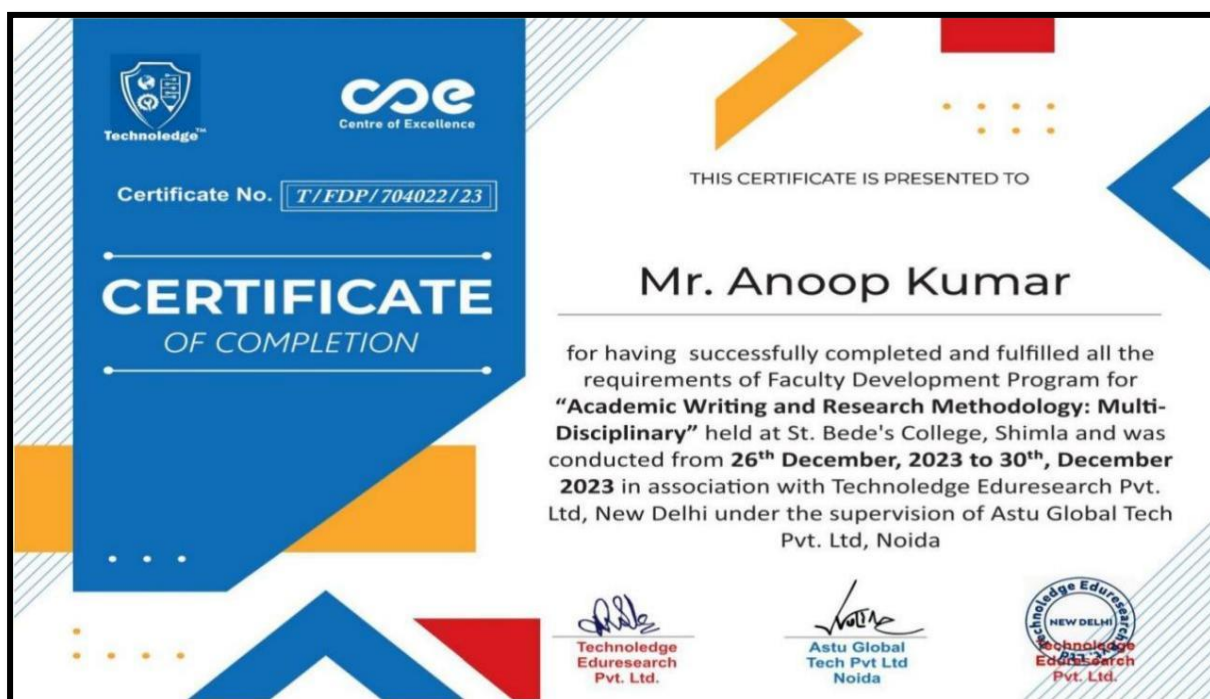 Technoledge™
coe
Centre of Excellence
Certificate No. T/FDP/704022/23
CERTIFICATE
OF COMPLETION
THIS CERTIFICATE IS PRESENTED TO
Mr. Anoop Kumar
for having successfully completed and fulfilled all the
requirements of Faculty Development Program for
“Academic Writing and Research Methodology: Multi-
Disciplinary” held at St. Bede's College, Shimla and was
conducted from 26th December, 2023 to 30th, December
2023 in association with Technoledge Eduresearch Pvt.
Ltd, New Delhi under the supervision of Astu Global Tech
Pvt. Ltd, Noida
Technoledge
Eduresearch
Pvt. Ltd.
Astu Global
Tech Pvt Ltd
Noida
Technoledge Eduresearch
NEW DELHI
Technoledge
Eduresearch
Pvt. Ltd.